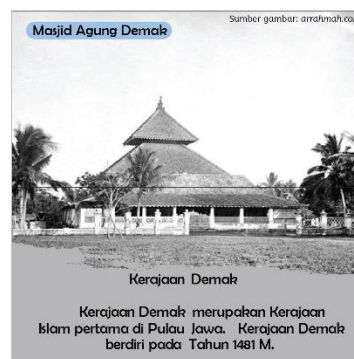 Sumber gambar: arrahmah.co
Masjid Agung Demak
Kerajaan Demak
Kerajaan Demak merupakan Kerajaan
Islam pertama di Pulau Jawa. Kerajaan Demak
berdiri pada Tahun 1481 M.